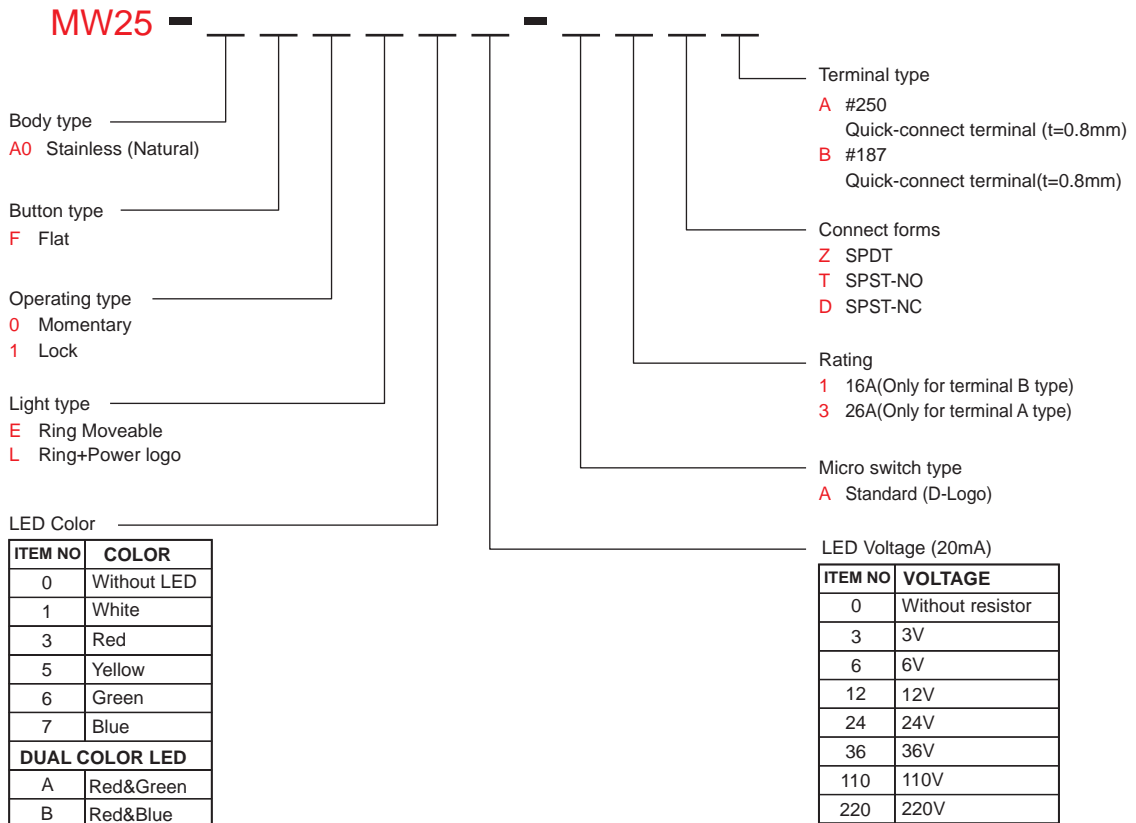 MW25 -            -
Body type
A0 Stainless (Natural)
Button type
F Flat
Operating type
0 Momentary
1 Lock
Light type
E Ring Moveable
L Ring+Power logo
LED Color
ITEM NO COLOR
0 Without LED
1 White
3 Red
5 Yellow
6 Green
7 Blue
DUAL COLOR LED
A Red&Green
B Red&Blue
Terminal type
A #250
Quick-connect terminal (t=0.8mm)
B #187
Quick-connect terminal(t=0.8mm)
Connect forms
Z SPDT
T SPST-NO
D SPST-NC
Rating
1 16A(Only for terminal B type)
3 26A(Only for terminal A type)
Micro switch type
A Standard (D-Logo)
LED Voltage (20mA)
ITEM NO VOLTAGE
0 Without resistor
3 3V
6 6V
12 12V
24 24V
36 36V
110 110V
220 220V